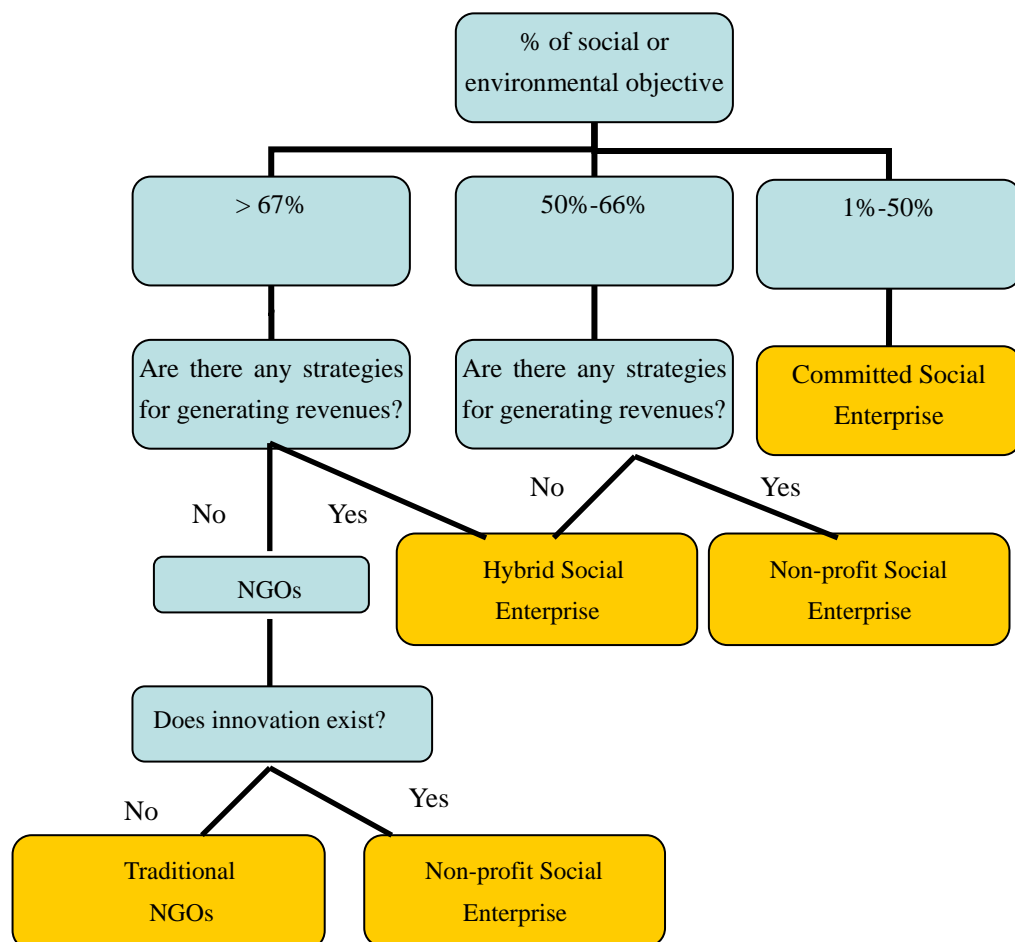 % of social or
environmental objective
> 67%
50%-66%
1%-50%
Are there any strategies
for generating revenues?
Are there any strategies
for generating revenues?
Committed Social
Enterprise
No
Yes
No
Yes
NGOs
Hybrid Social
Enterprise
Non-profit Social
Enterprise
Does innovation exist?
No
Yes
Traditional
NGOs
Non-profit Social
Enterprise